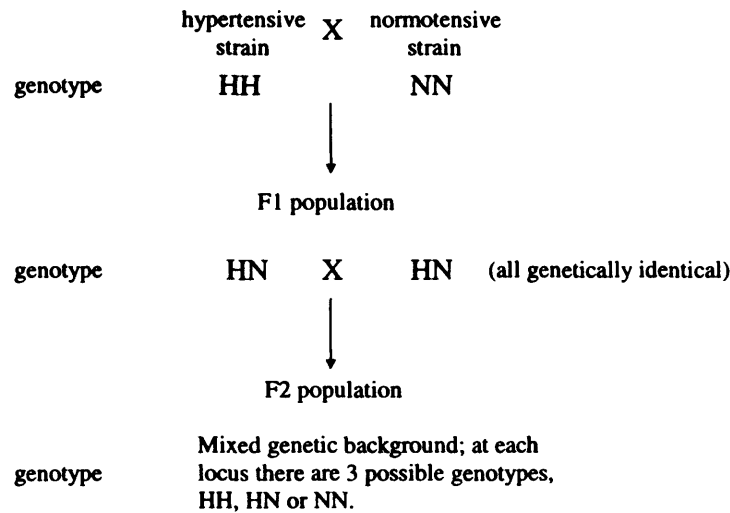 hypertensive X normotensive
strain strain
genotype HH NN
F1 population
genotype HN X HN (all genetically identical)
F2 population
Mixed genetic background; at each
genotype locus there are 3 possible genotypes,
HH, HN or NN.